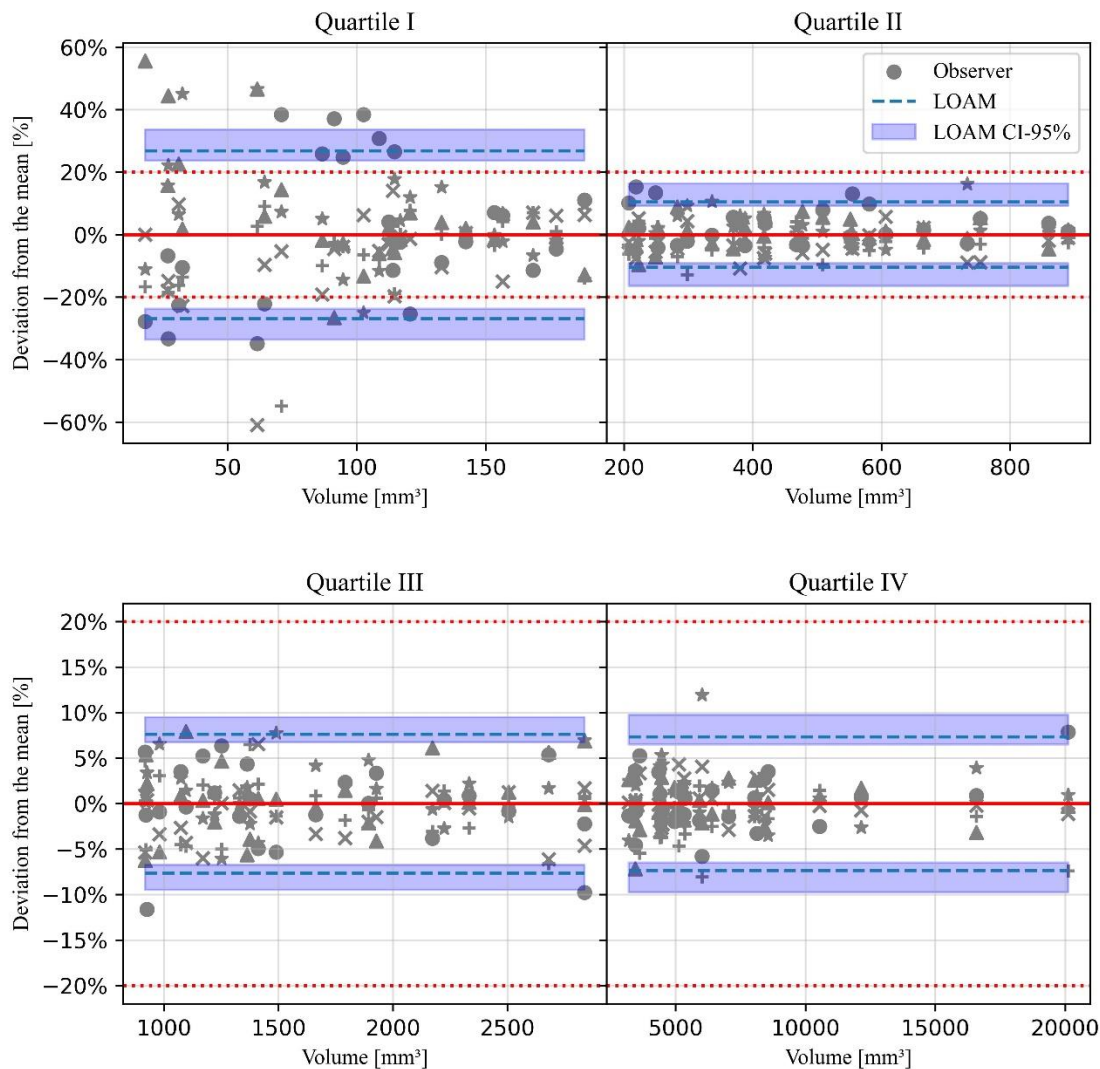 Quartile I
Quartile II
60%
40%
20%
0%
−20%
−40%
−60%
Deviation from the mean [%]
Observer
LOAM
LOAM CI-95%
50
100
150
200
400
600
800
Volume [mm³]
Volume [mm³]
Quartile III
Quartile IV
20%
15%
10%
5%
0%
−5%
−10%
−15%
−20%
Deviation from the mean [%]
1000
1500
2000
2500
5000
10000
15000
20000
Volume [mm³]
Volume [mm³]